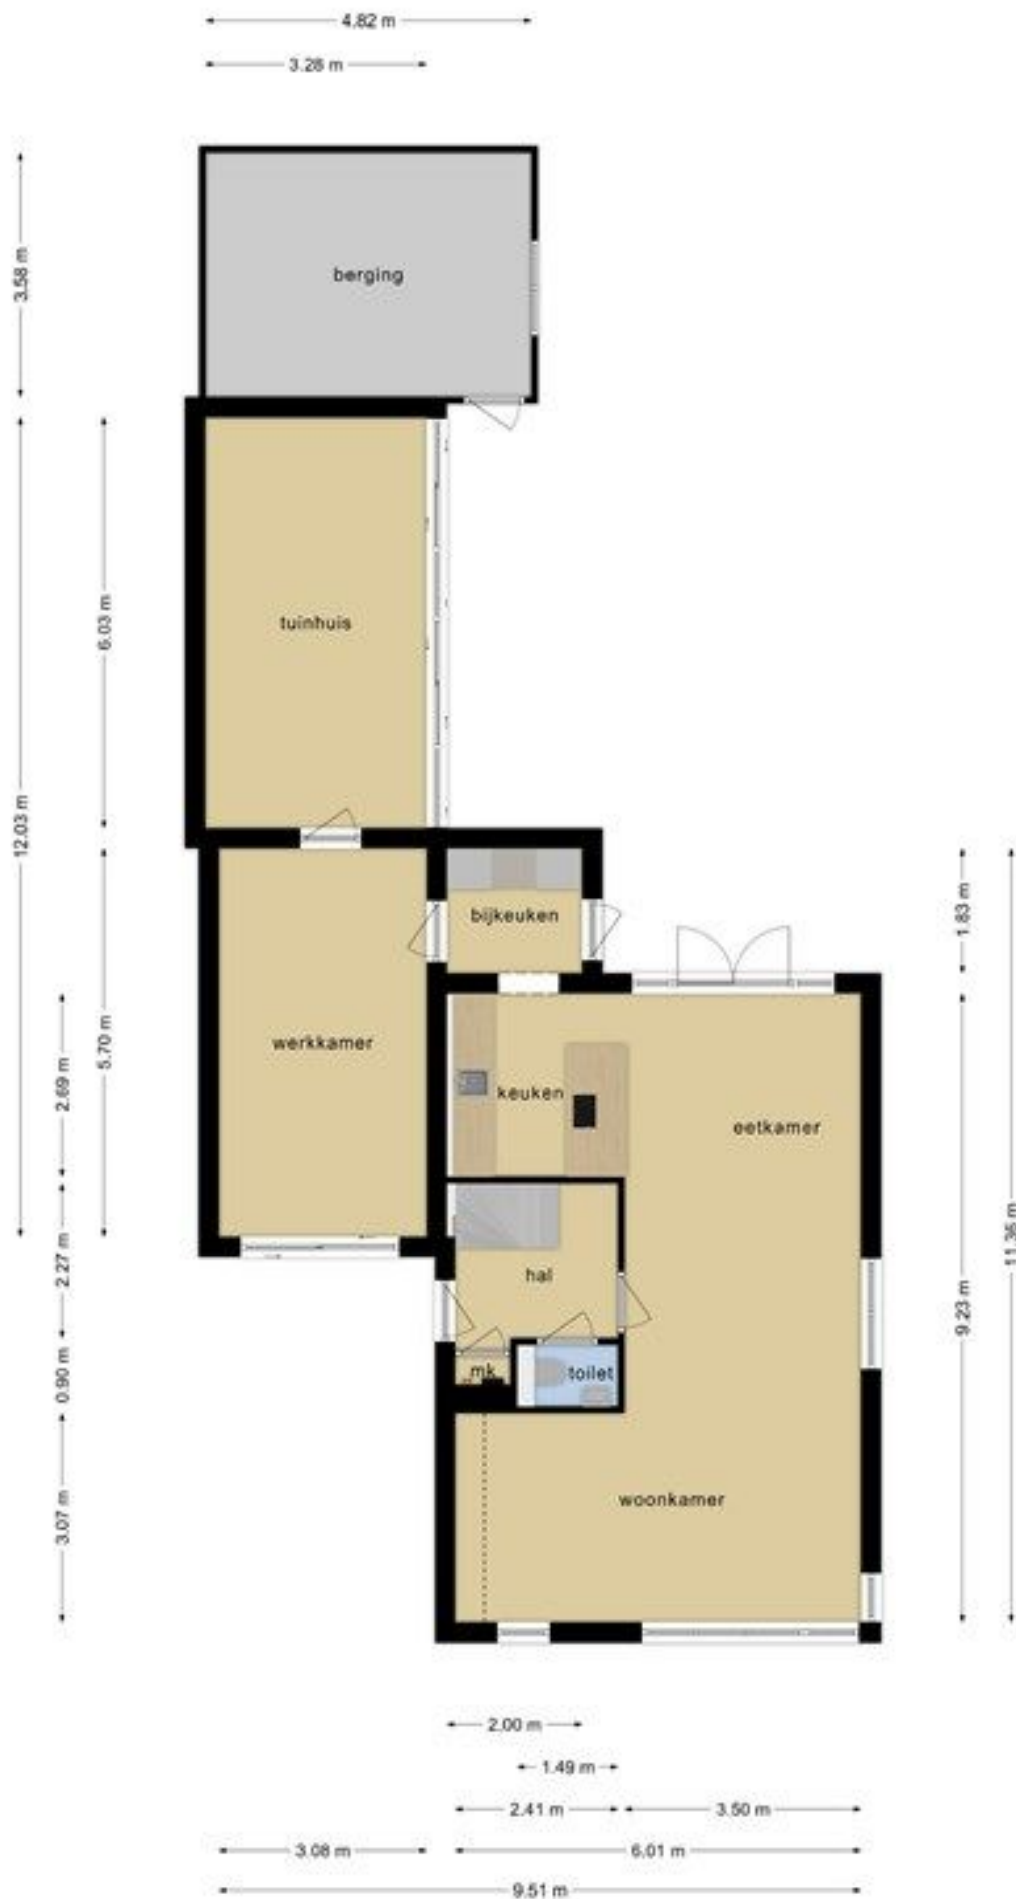 4.82 m
3.28 m
3.58 m
berging
12.03 m
6.03 m
tuinhuis
bijkeuken
1.83 m
werkkamer
5.70 m
2.69 m
keuken
eetkamer
11.36 m
9.23 m
2.27 m
hal
0.90 m
mk
toilet
3.07 m
woonkamer
2.00 m
1.49 m
2.41 m
3.50 m
3.08 m
6.01 m
9.51 m